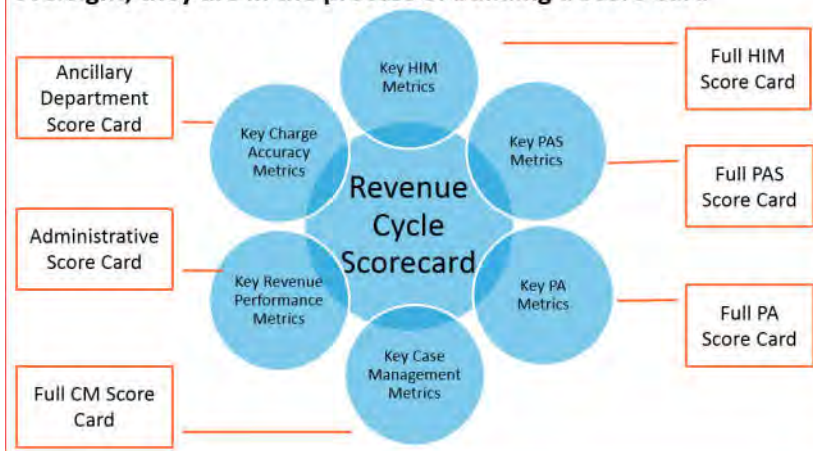 Key HIM
Metrics
Full HIM
Score Card
Ancillary
Department
Score Card
Key Charge
Accuracy
Metrics
Key PAS
Metrics
Full PAS
Score Card
Revenue
Cycle
Scorecard
Administrative
Score Card
Key Revenue
Performance
Metrics
Key PA
Metrics
Full PA
Score Card
Key Case
Management
Metrics
Full CM Score
Card